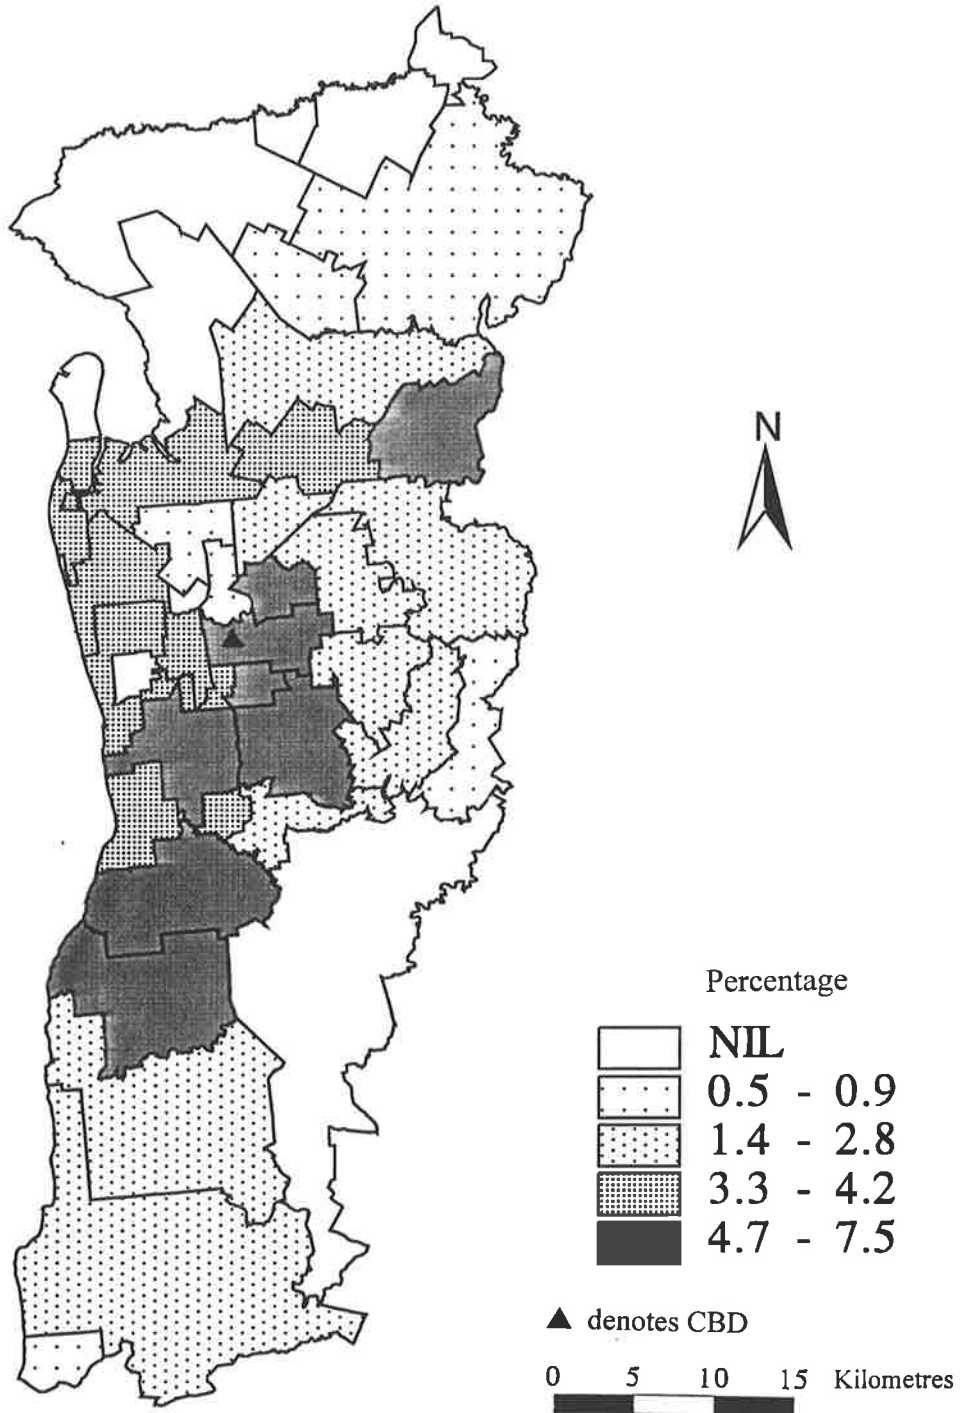 N
Percentage
NIL
0.5 - 0.9
1.4 - 2.8
3.3 - 4.2
4.7 - 7.5
denotes CBD
0 5 10 15 Kilometres